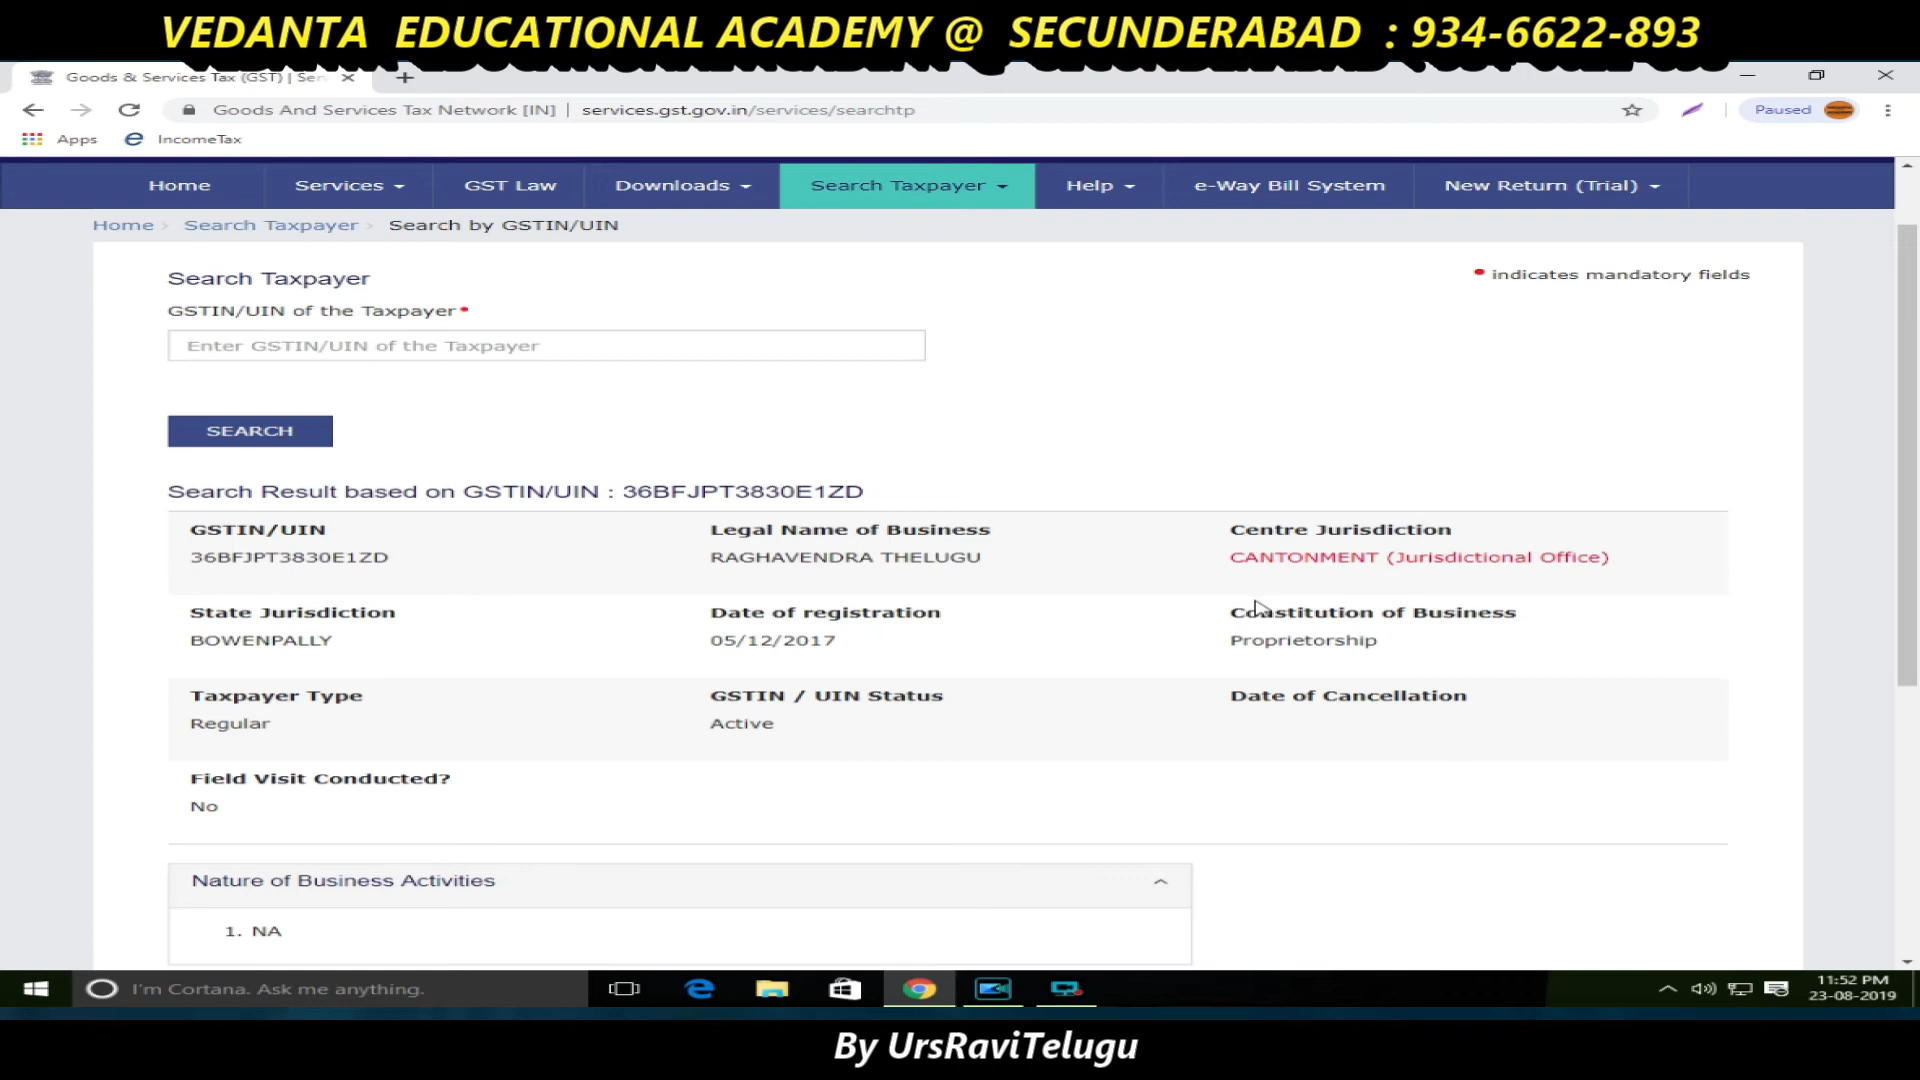 VEDANTA EDUCATIONAL ACADEMY @ SECUNDERABAD : 934-6622-893
Goods & Services Tax (GST) | Ser
Goods And Services Tax Network [IN] | services.gst.gov.in/services/searchtp
Paused
Apps IncomeTax
Home Services GST Law Downloads Search Taxpayer Help e-Way Bill System New Return (Trial)
Home > Search Taxpayer > Search by GSTIN/UIN
Search Taxpayer
• indicates mandatory fields
GSTIN/UIN of the Taxpayer•
Enter GSTIN/UIN of the Taxpayer
SEARCH
Search Result based on GSTIN/UIN : 36BFJPT3830E1ZD
GSTIN/UIN Legal Name of Business Centre Jurisdiction
36BFJPT3830E1ZD RAGHAVENDRA THELUGU CANTONMENT (Jurisdictional Office)
State Jurisdiction Date of registration Constitution of Business
BOWENPALLY 05/12/2017 Proprietorship
Taxpayer Type GSTIN / UIN Status Date of Cancellation
Regular Active
Field Visit Conducted?
No
Nature of Business Activities
1. NA
I'm Cortana. Ask me anything.
11:52 PM
23-08-2019
By UrsRaviTelugu